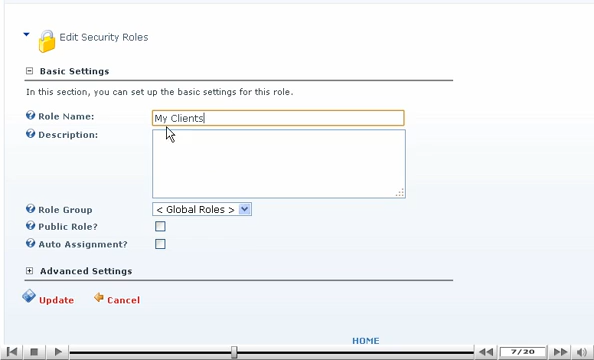 Edit Security Roles
Basic Settings
In this section, you can set up the basic settings for this role.
Role Name: My Clients
Description:
Role Group < Global Roles >
Public Role?
Auto Assignment?
Advanced Settings
Update Cancel
HOME
7/20